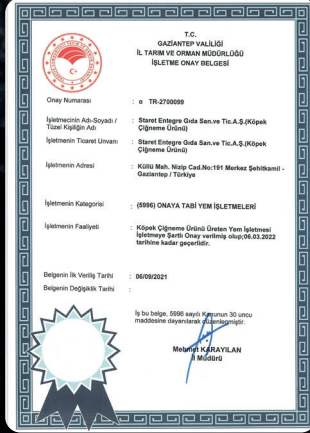 T.C.
GAZİANTEP VALİLİĞİ
İL TARIM VE ORMAN MÜDÜRLÜĞÜ
İŞLETME ONAY BELGESİ
Onay Numarası : α TR-2700099
İşletmecinin Adı-Soyadı / : Staret Entegre Gıda San.ve Tic.A.Ş.(Köpek
Tüzel Kişiliğin Adı Çiğneme Ürünü)
İşletmenin Ticaret Unvanı : Staret Entegre Gıda San.ve Tic.A.Ş.(Köpek
Çiğneme Ürünü)
İşletmenin Adresi : Küllü Mah. Nizip Cad.No:191 Merkez Şehitkamil -
Gaziantep / Türkiye
İşletmenin Kategorisi : (5996) ONAYA TABİ YEM İŞLETMELERİ
İşletmenin Faaliyeti : Köpek Çiğneme Ürünü Üreten Yem İşletmesi
İşletmeye Şartlı Onay verilmiş olup;06.03.2022
tarihine kadar geçerlidir.
Belgenin İlk Veriliş Tarihi : 06/09/2021
Belgenin Değişiklik Tarihi :
İş bu belge, 5996 sayılı Kanunun 30 uncu
maddesine dayanılarak düzenlenmiştir.
Mehmet KARAYILAN
İl Müdürü